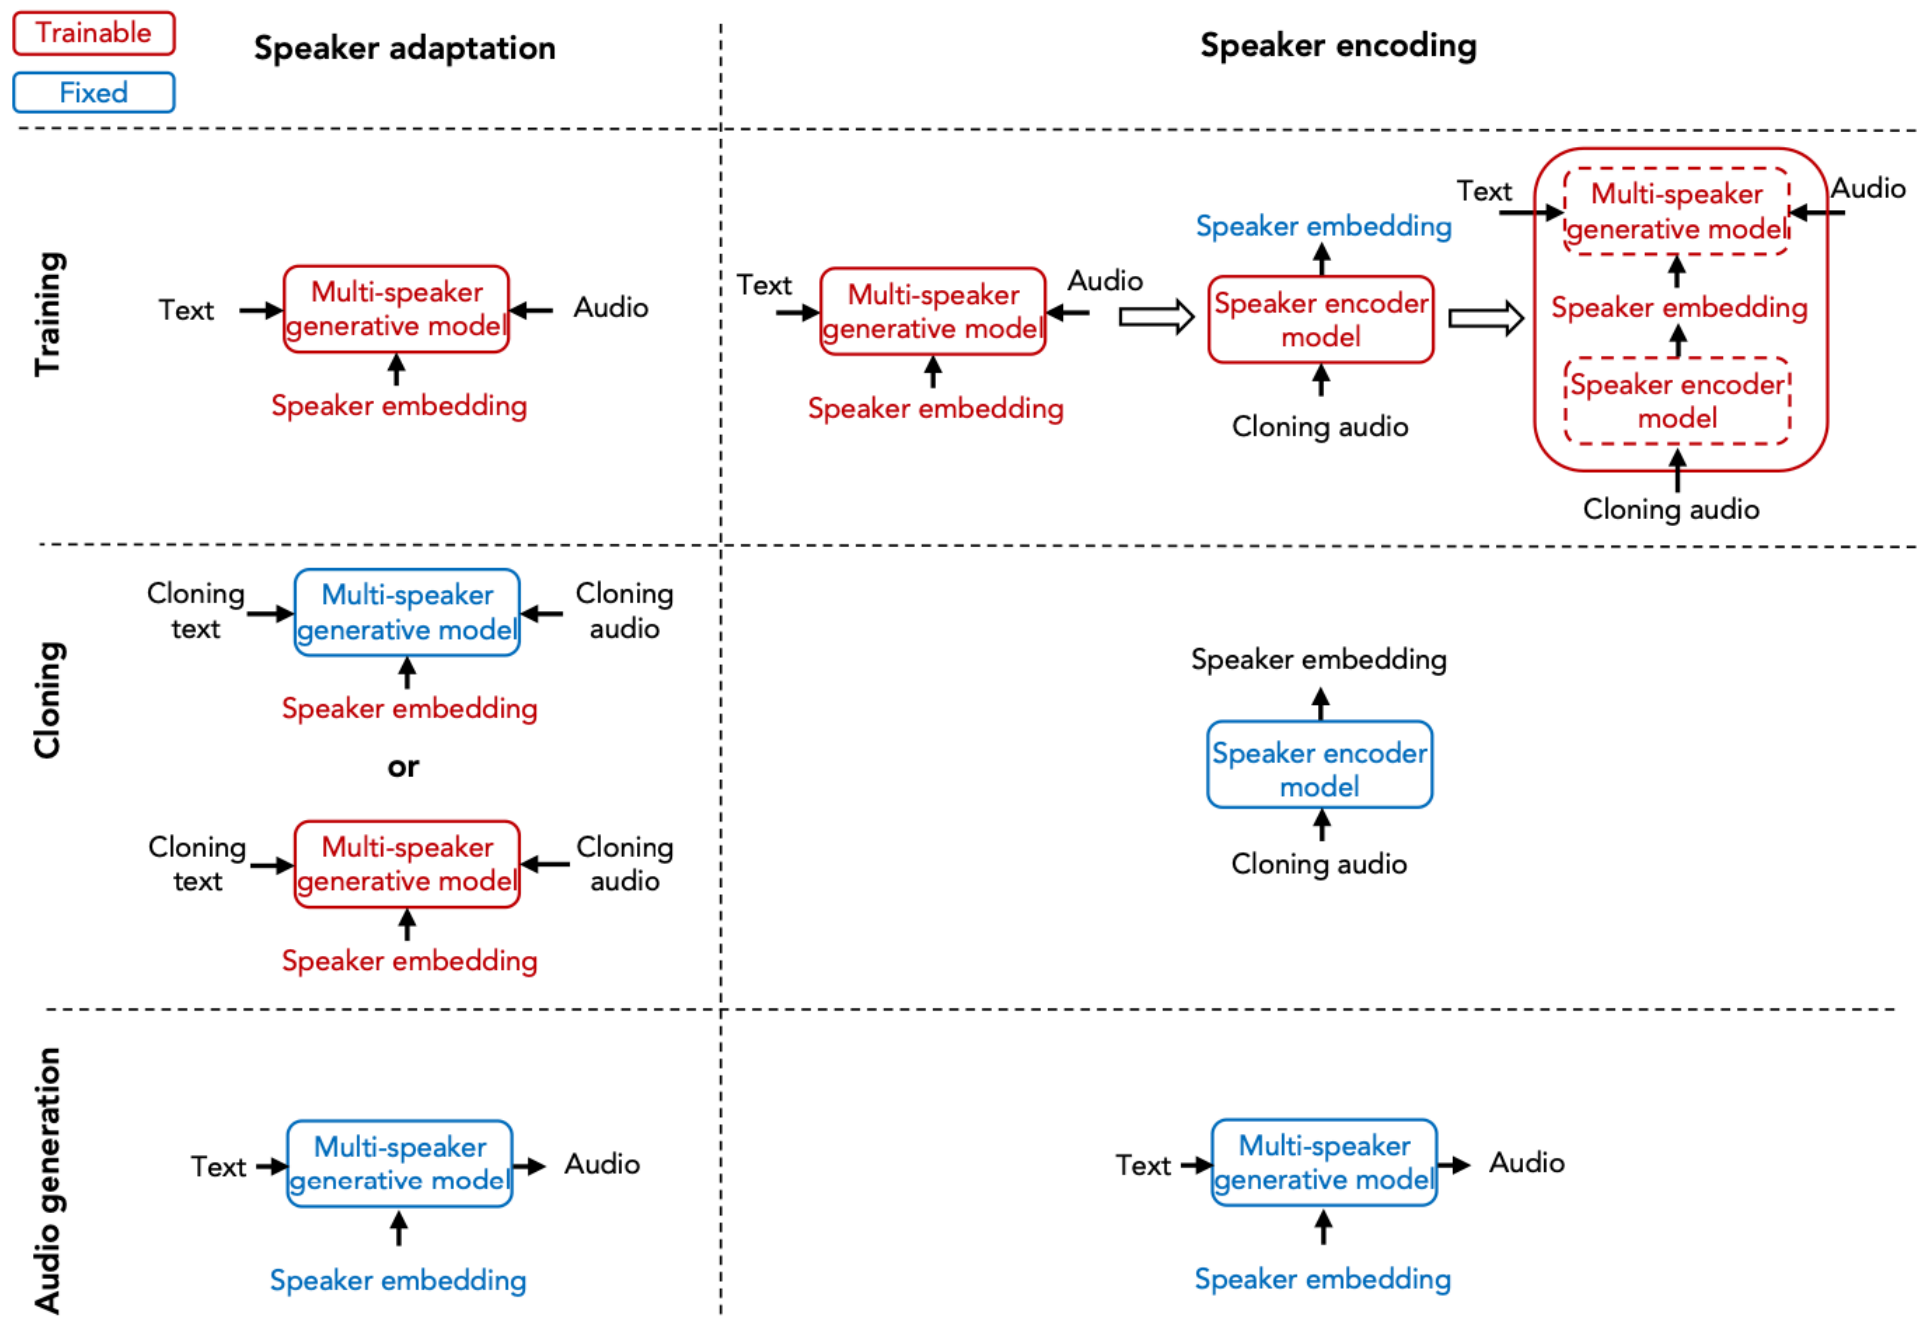 Trainable
Fixed
Speaker adaptation
Speaker encoding
Training
Text
Multi-speaker
generative model
Audio
Speaker embedding
Text
Multi-speaker
generative model
Audio
Speaker embedding
Speaker embedding
Speaker encoder
model
Cloning audio
Text
Multi-speaker
generative model
Audio
Speaker embedding
Speaker encoder
model
Cloning audio
Cloning
Cloning
text
Multi-speaker
generative model
Cloning
audio
Speaker embedding
or
Cloning
text
Multi-speaker
generative model
Cloning
audio
Speaker embedding
Speaker embedding
Speaker encoder
model
Cloning audio
Audio generation
Text
Multi-speaker
generative model
Audio
Speaker embedding
Text
Multi-speaker
generative model
Audio
Speaker embedding